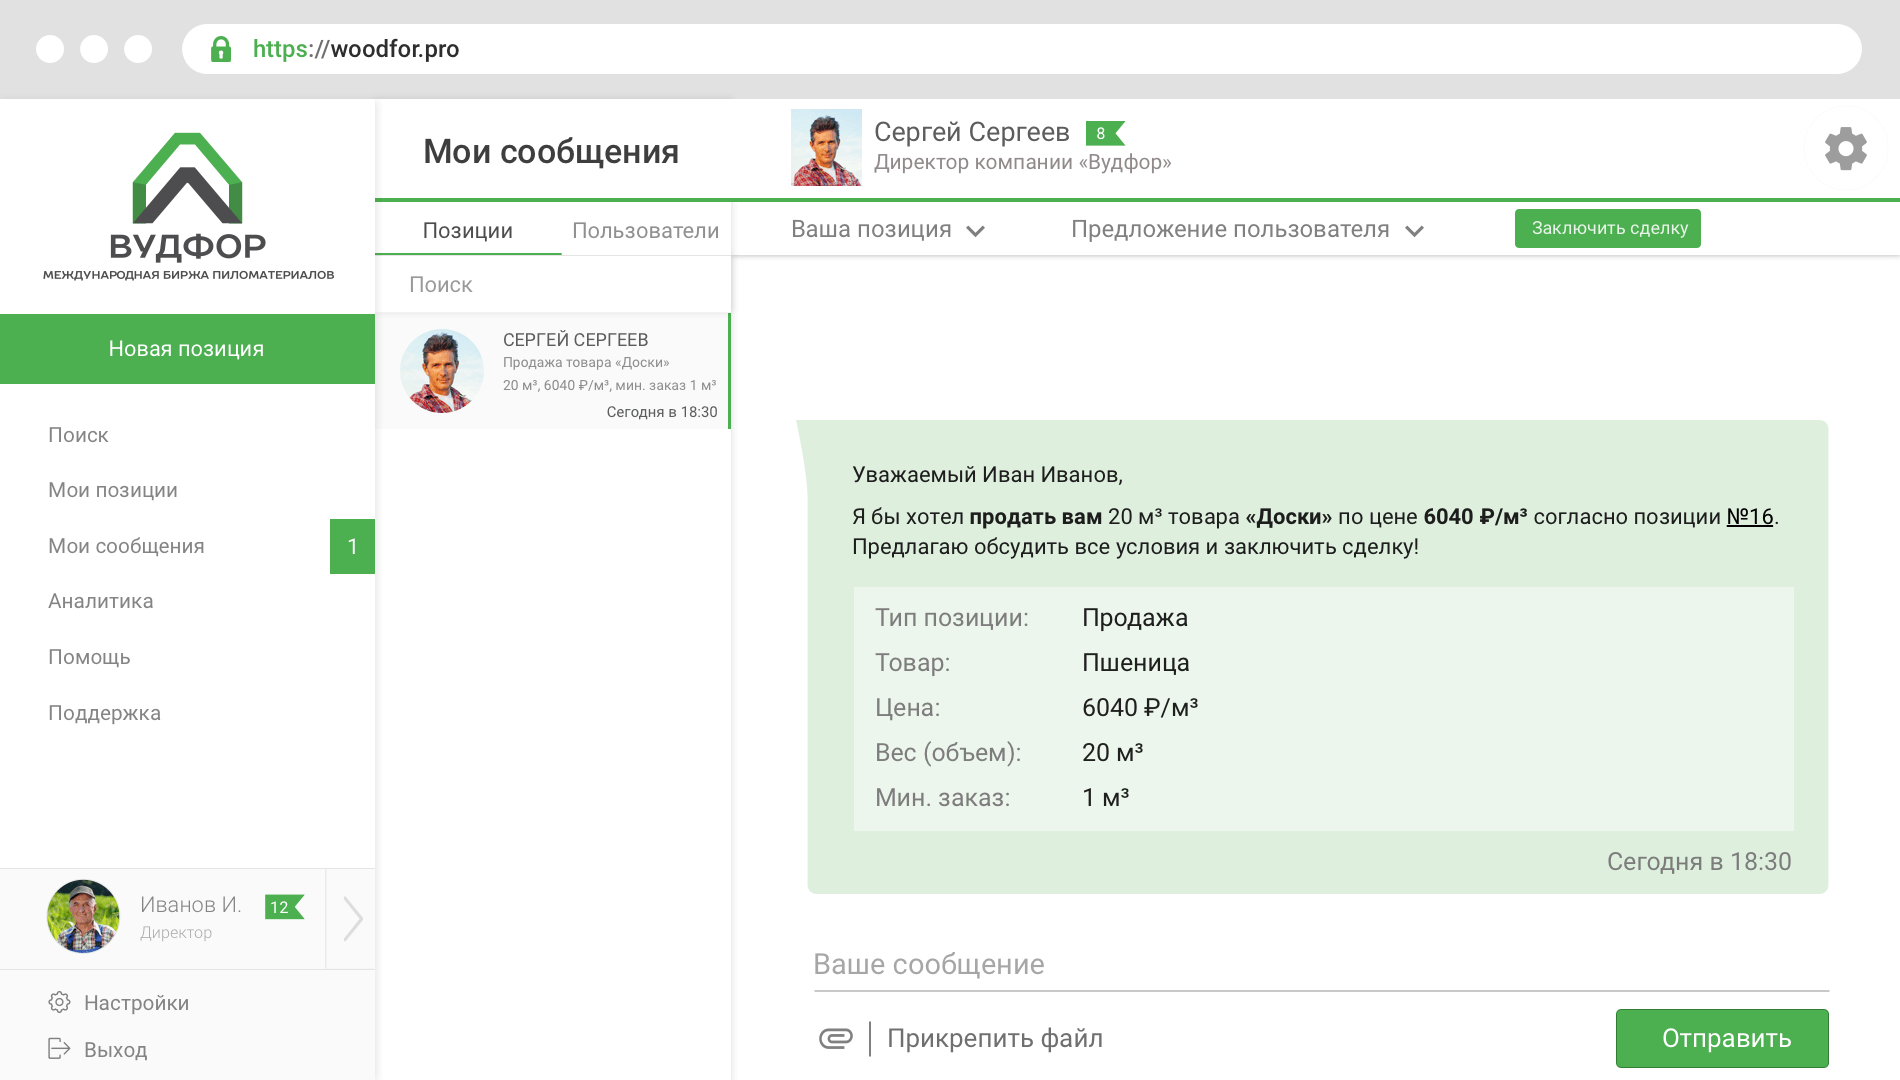 https://woodfor.pro
ВУДФОР
МЕЖДУНАРОДНАЯ БИРЖА ПИЛОМАТЕРИАЛОВ
Новая позиция
Поиск
Мои позиции
Мои сообщения
1
Аналитика
Помощь
Поддержка
Иванов И.
12
Директор
Настройки
Выход
Мои сообщения
Позиции
Пользователи
Поиск
СЕРГЕЙ СЕРГЕЕВ
Продажа товара «Доски»
20 м³, 6040 ₽/м³, мин. заказ 1 м³
Сегодня в 18:30
Сергей Сергеев
8
Директор компании «Вудфор»
Ваша позиция
Предложение пользователя
Заключить сделку
Уважаемый Иван Иванов,
Я бы хотел продать вам 20 м³ товара «Доски» по цене 6040 ₽/м³ согласно позиции №16.
Предлагаю обсудить все условия и заключить сделку!
Тип позиции: Продажа
Товар: Пшеница
Цена: 6040 ₽/м³
Вес (объем): 20 м³
Мин. заказ: 1 м³
Сегодня в 18:30
Ваше сообщение
Прикрепить файл
Отправить